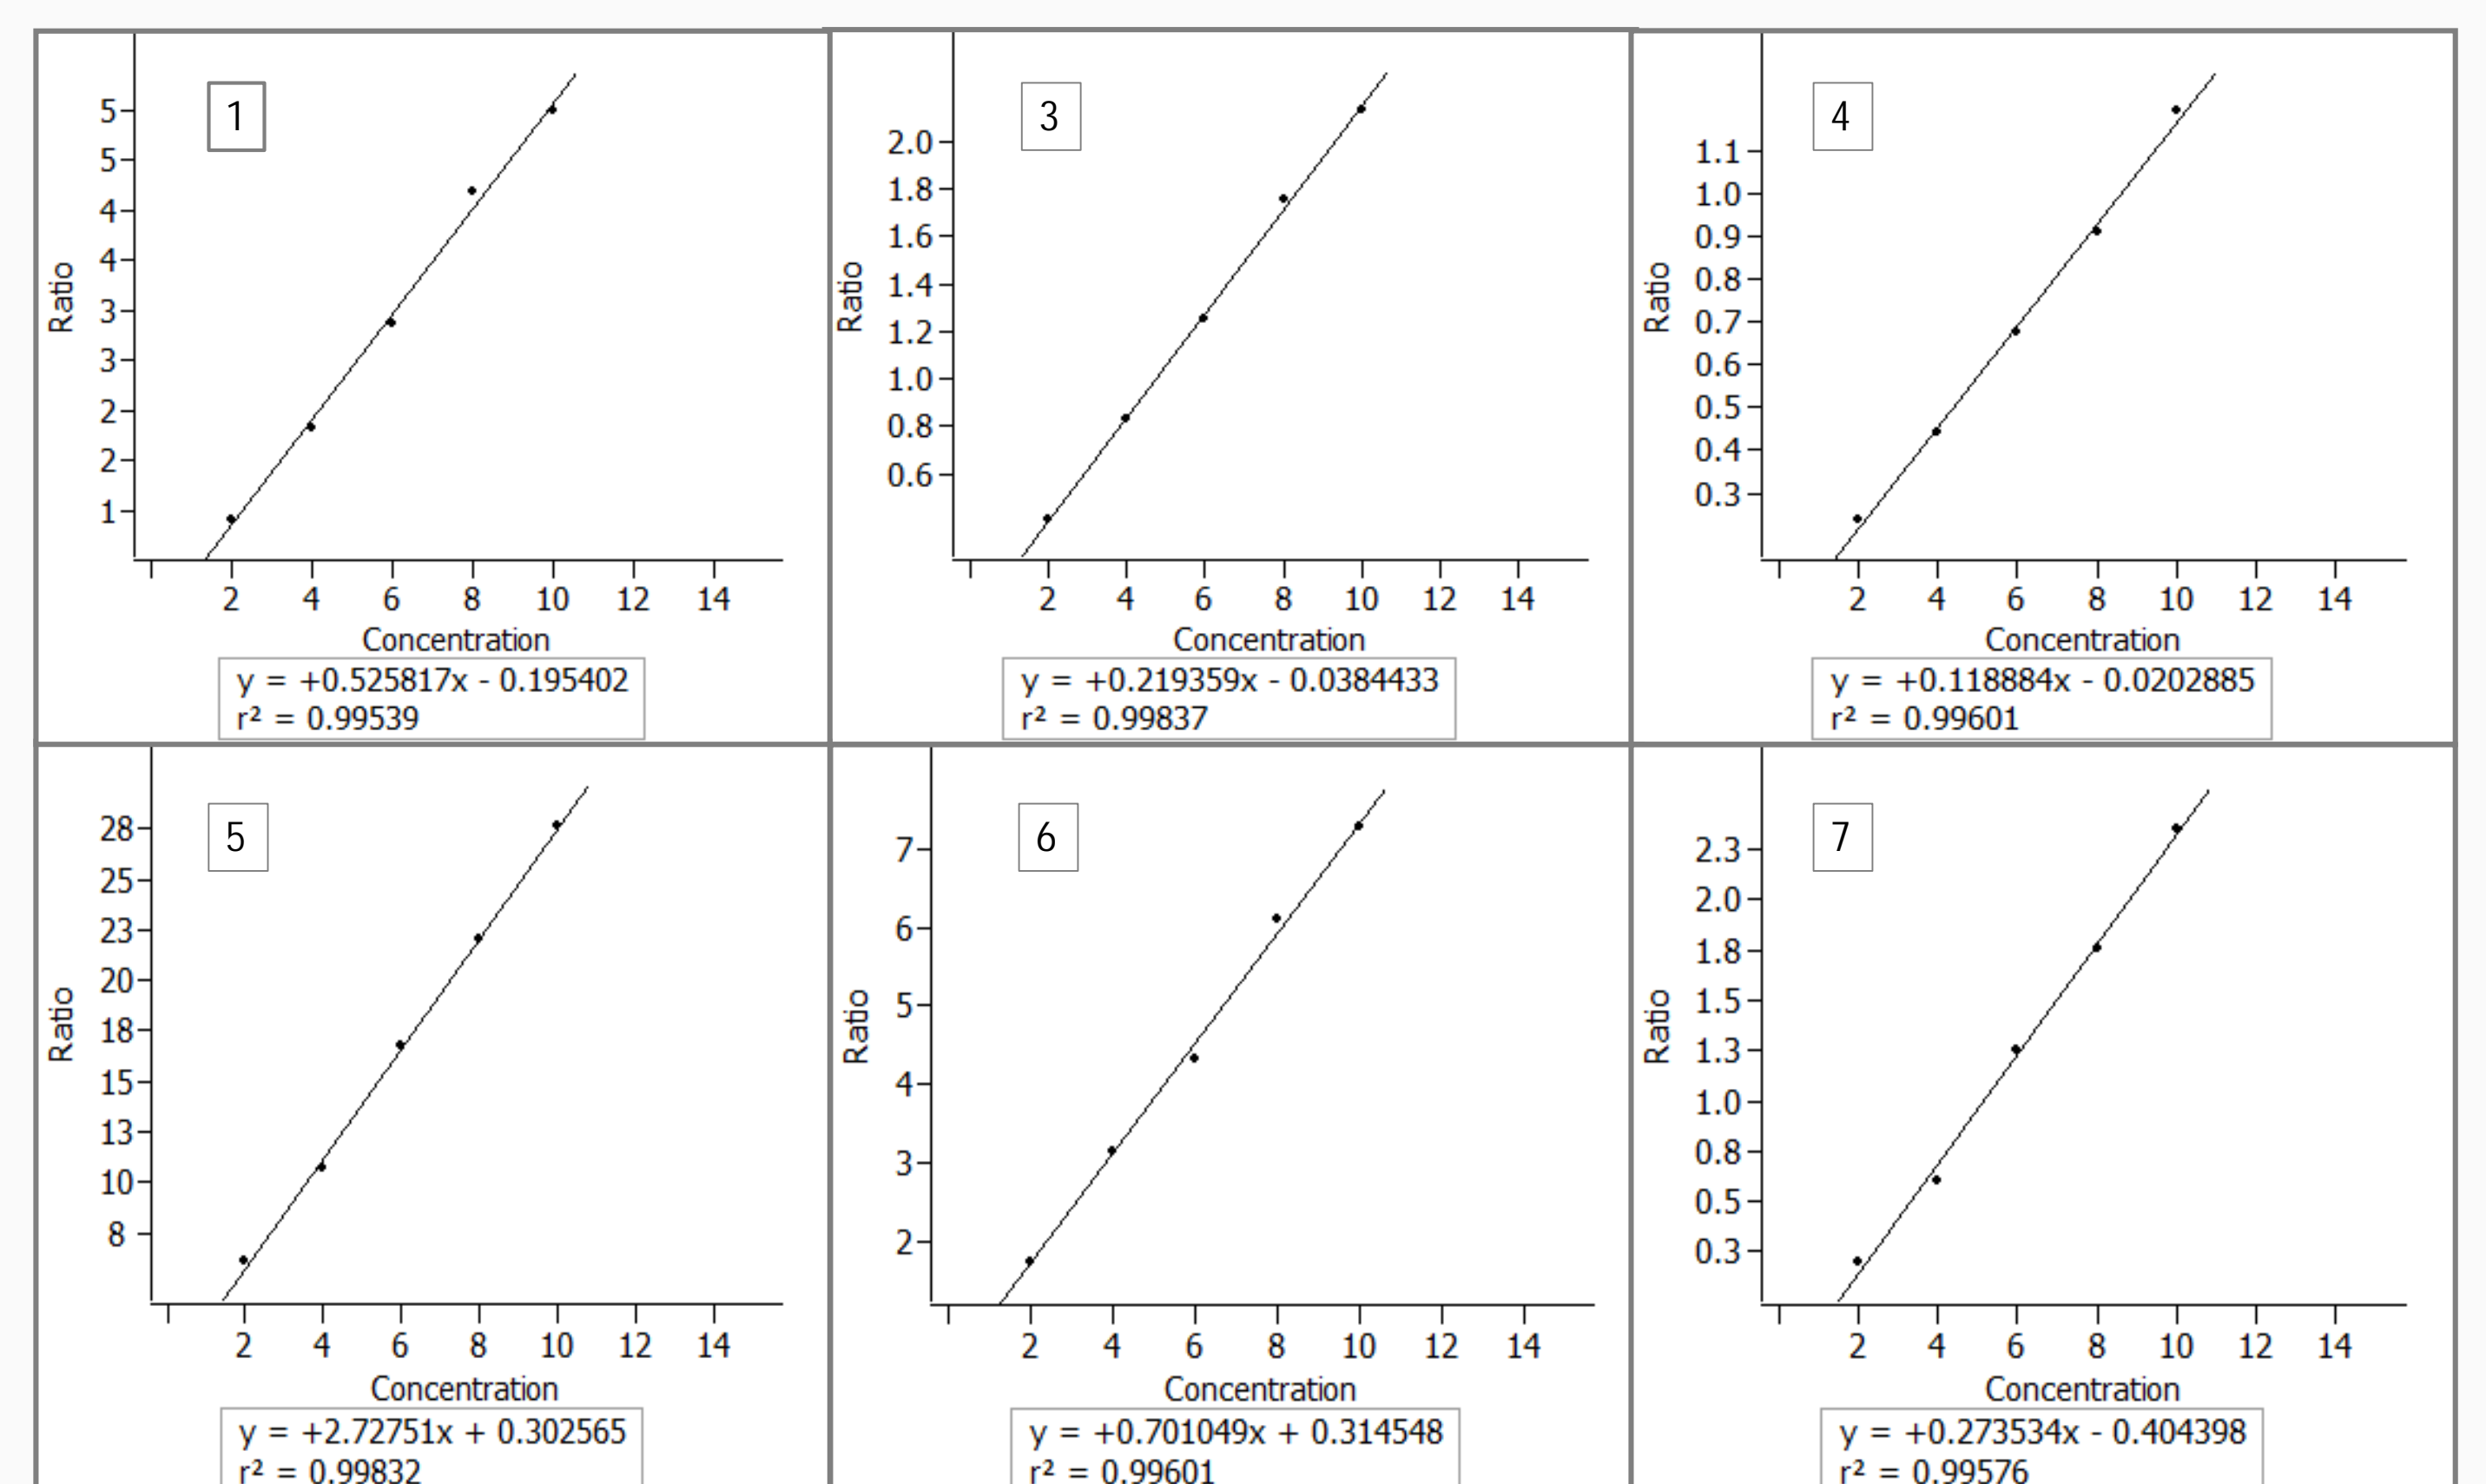 1
5
5
4
4
3
3
2
2
1
Ratio
2 4 6 8 10 12 14
Concentration
y = +0.525817x - 0.195402
r² = 0.99539
3
2.0
1.8
1.6
1.4
1.2
1.0
0.8
0.6
Ratio
2 4 6 8 10 12 14
Concentration
y = +0.219359x - 0.0384433
r² = 0.99837
4
1.1
1.0
0.9
0.8
0.7
0.6
0.5
0.4
0.3
Ratio
2 4 6 8 10 12 14
Concentration
y = +0.118884x - 0.0202885
r² = 0.99601
5
28
25
23
20
18
15
13
10
8
Ratio
2 4 6 8 10 12 14
Concentration
y = +2.72751x + 0.302565
r² = 0.99832
6
7
6
5
4
3
2
Ratio
2 4 6 8 10 12 14
Concentration
y = +0.701049x + 0.314548
r² = 0.99601
7
2.3
2.0
1.8
1.5
1.3
1.0
0.8
0.5
0.3
Ratio
2 4 6 8 10 12 14
Concentration
y = +0.273534x - 0.404398
r² = 0.99576